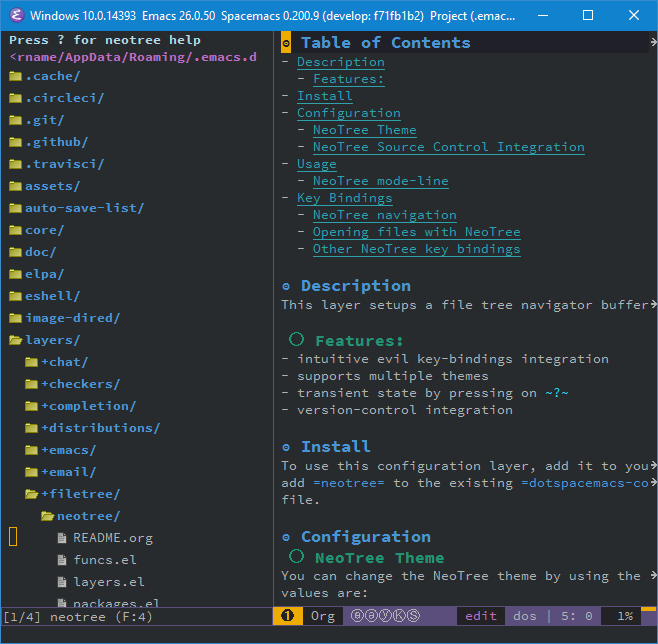 Windows 10.0.14393 Emacs 26.0.50 Spacemacs 0.200.9 (develop: f71fb1b2) Project (.emac...
Press ? for neotree help
<rname/AppData/Roaming/.emacs.d
.cache/
.circleci/
.git/
.github/
.travisci/
assets/
auto-save-list/
core/
doc/
elpa/
eshell/
image-dired/
layers/
+chat/
+checkers/
+completion/
+distributions/
+emacs/
+email/
+filetree/
neotree/
README.org
funcs.el
layers.el
packages.el
[1/4] neotree (F:4)
Table of Contents
- Description
- Features:
- Install
- Configuration
- NeoTree Theme
- NeoTree Source Control Integration
- Usage
- NeoTree mode-line
- Key Bindings
- NeoTree navigation
- Opening files with NeoTree
- Other NeoTree key bindings
Description
This layer setups a file tree navigator buffer
Features:
- intuitive evil key-bindings integration
- supports multiple themes
- transient state by pressing on ~?~
- version-control integration
Install
To use this configuration layer, add it to you
add =neotree= to the existing =dotspacemacs-co
file.
Configuration
NeoTree Theme
You can change the NeoTree theme by using the
values are:
❶ Org ⓔⓐⓨⓀⓈ edit dos | 5: 0 1%